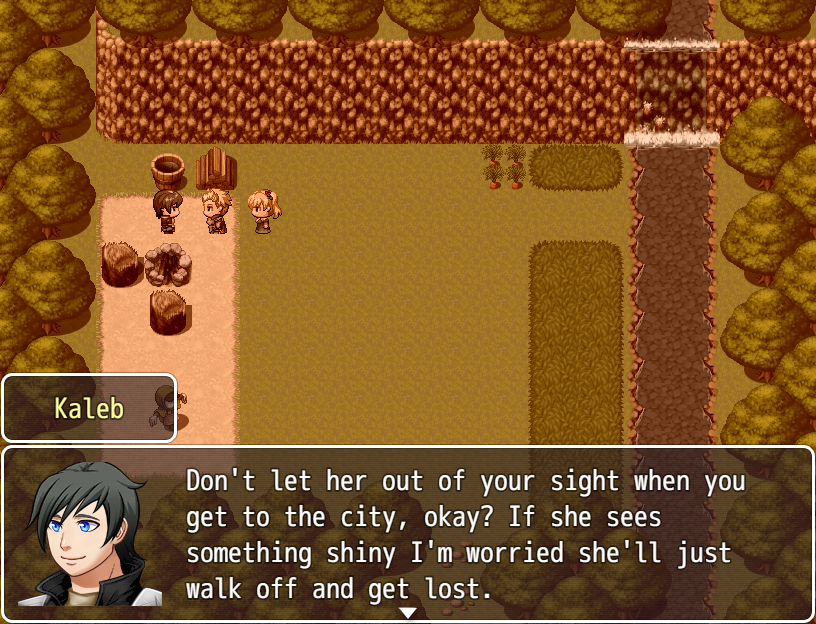 Kaleb
Don't let her out of your sight when you
get to the city, okay? If she sees
something shiny I'm worried she'll just
walk off and get lost.